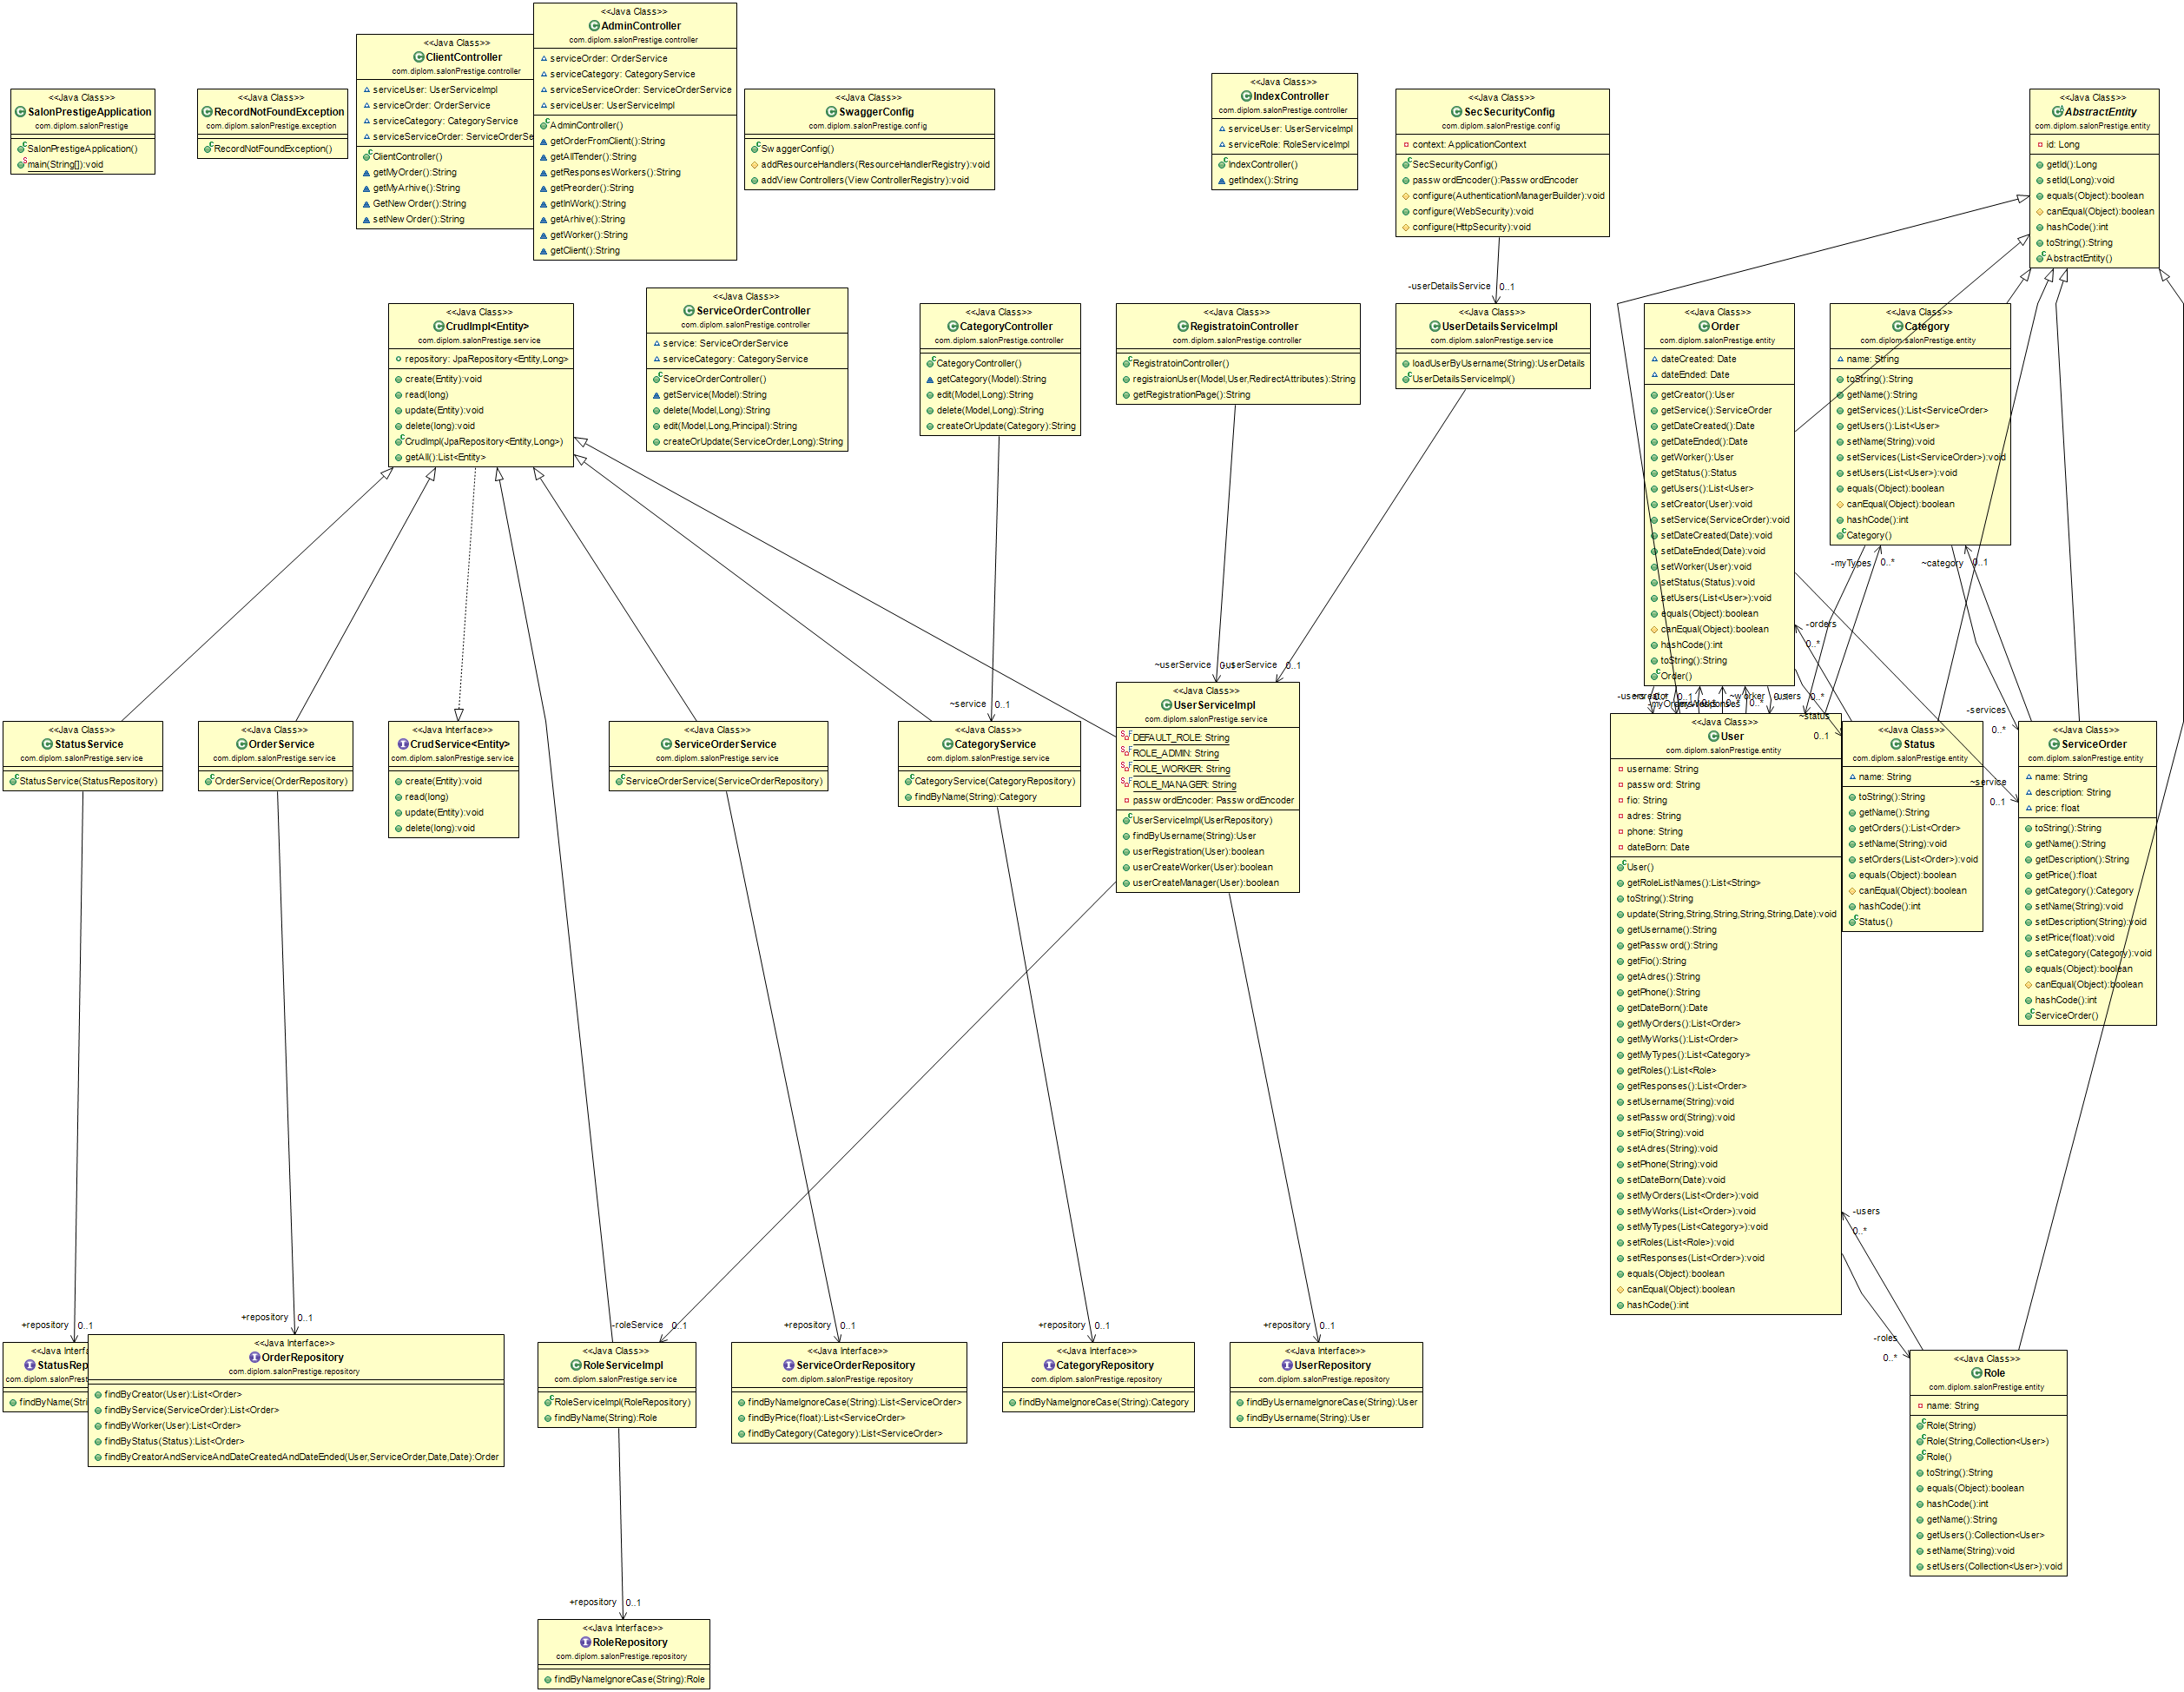 <<Java Class>>
SalonPrestigeApplication
com.diplom.salonPrestige
SalonPrestigeApplication()
main(String[]):void
<<Java Class>>
RecordNotFoundException
com.diplom.salonPrestige.exception
RecordNotFoundException()
<<Java Class>>
ClientController
com.diplom.salonPrestige.controller
serviceUser: UserServiceImpl
serviceOrder: OrderService
serviceCategory: CategoryService
serviceServiceOrder: ServiceOrderSe
ClientController()
getMyOrder():String
getMyArhive():String
GetNewOrder():String
setNewOrder():String
<<Java Class>>
AdminController
com.diplom.salonPrestige.controller
serviceOrder: OrderService
serviceCategory: CategoryService
serviceServiceOrder: ServiceOrderService
serviceUser: UserServiceImpl
AdminController()
getOrderFromClient():String
getAllTender():String
getResponsesWorkers():String
getPreorder():String
getInWork():String
getArhive():String
getWorker():String
getClient():String
<<Java Class>>
SwaggerConfig
com.diplom.salonPrestige.config
SwaggerConfig()
addResourceHandlers(ResourceHandlerRegistry):void
addViewControllers(ViewControllerRegistry):void
<<Java Class>>
IndexController
com.diplom.salonPrestige.controller
serviceUser: UserServiceImpl
serviceRole: RoleServiceImpl
IndexController()
getIndex():String
<<Java Class>>
SecSecurityConfig
com.diplom.salonPrestige.config
context: ApplicationContext
SecSecurityConfig()
passwordEncoder():PasswordEncoder
configure(AuthenticationManagerBuilder):void
configure(WebSecurity):void
configure(HttpSecurity):void
-userDetailsService 0..1
<<Java Class>>
AbstractEntity
com.diplom.salonPrestige.entity
id: Long
getId():Long
setId(Long):void
equals(Object):boolean
canEqual(Object):boolean
hashCode():int
toString():String
AbstractEntity()
<<Java Class>>
CrudImpl<Entity>
com.diplom.salonPrestige.service
repository: JpaRepository<Entity,Long>
create(Entity):void
read(long)
update(Entity):void
delete(long):void
CrudImpl(JpaRepository<Entity,Long>)
getAll():List<Entity>
<<Java Class>>
ServiceOrderController
com.diplom.salonPrestige.controller
service: ServiceOrderService
serviceCategory: CategoryService
ServiceOrderController()
getService(Model):String
delete(Model,Long):String
edit(Model,Long,Principal):String
createOrUpdate(ServiceOrder,Long):String
<<Java Class>>
CategoryController
com.diplom.salonPrestige.controller
CategoryController()
getCategory(Model):String
edit(Model,Long):String
delete(Model,Long):String
createOrUpdate(Category):String
~service 0..1
<<Java Class>>
RegistratoinController
com.diplom.salonPrestige.controller
RegistratoinController()
registraionUser(Model,User,RedirectAttributes):String
getRegistrationPage():String
~userService
<<Java Class>>
UserDetailsServiceImpl
com.diplom.salonPrestige.service
loadUserByUsername(String):UserDetails
UserDetailsServiceImpl()
-userService 0..1
<<Java Class>>
Order
com.diplom.salonPrestige.entity
dateCreated: Date
dateEnded: Date
getCreator():User
getService():ServiceOrder
getDateCreated():Date
getDateEnded():Date
getWorker():User
getStatus():Status
getUsers():List<User>
setCreator(User):void
setService(ServiceOrder):void
setDateCreated(Date):void
setDateEnded(Date):void
setWorker(User):void
setStatus(Status):void
setUsers(List<User>):void
equals(Object):boolean
canEqual(Object):boolean
hashCode():int
toString():String
Order()
<<Java Class>>
Category
com.diplom.salonPrestige.entity
name: String
toString():String
getName():String
getServices():List<ServiceOrder>
getUsers():List<User>
setName(String):void
setServices(List<ServiceOrder>):void
setUsers(List<User>):void
equals(Object):boolean
canEqual(Object):boolean
hashCode():int
Category()
-myTypes 0..*
~category 0..1
-orders
0..*
~worker
-users 0..*
~status
0..1
-services
0..*
~service
0..1
<<Java Class>>
StatusService
com.diplom.salonPrestige.service
StatusService(StatusRepository)
<<Java Class>>
OrderService
com.diplom.salonPrestige.service
OrderService(OrderRepository)
<<Java Interface>>
CrudService<Entity>
com.diplom.salonPrestige.service
create(Entity):void
read(long)
update(Entity):void
delete(long):void
<<Java Class>>
ServiceOrderService
com.diplom.salonPrestige.service
ServiceOrderService(ServiceOrderRepository)
<<Java Class>>
CategoryService
com.diplom.salonPrestige.service
CategoryService(CategoryRepository)
findByName(String):Category
<<Java Class>>
UserServiceImpl
com.diplom.salonPrestige.service
DEFAULT_ROLE: String
ROLE_ADMIN: String
ROLE_WORKER: String
ROLE_MANAGER: String
passwordEncoder: PasswordEncoder
UserServiceImpl(UserRepository)
findByUsername(String):User
userRegistration(User):boolean
userCreateWorker(User):boolean
userCreateManager(User):boolean
<<Java Class>>
User
com.diplom.salonPrestige.entity
username: String
password: String
fio: String
adres: String
phone: String
dateBorn: Date
User()
getRoleListNames():List<String>
toString():String
update(String,String,String,String,String,Date):void
getUsername():String
getPassword():String
getFio():String
getAdres():String
getPhone():String
getDateBorn():Date
getMyOrders():List<Order>
getMyWorks():List<Order>
getMyTypes():List<Category>
getRoles():List<Role>
getResponses():List<Order>
setUsername(String):void
setPassword(String):void
setFio(String):void
setAdres(String):void
setPhone(String):void
setDateBorn(Date):void
setMyOrders(List<Order>):void
setMyWorks(List<Order>):void
setMyTypes(List<Category>):void
setRoles(List<Role>):void
setResponses(List<Order>):void
equals(Object):boolean
canEqual(Object):boolean
hashCode():int
<<Java Class>>
Status
com.diplom.salonPrestige.entity
name: String
toString():String
getName():String
getOrders():List<Order>
setName(String):void
setOrders(List<Order>):void
equals(Object):boolean
canEqual(Object):boolean
hashCode():int
Status()
<<Java Class>>
ServiceOrder
com.diplom.salonPrestige.entity
name: String
description: String
price: float
toString():String
getName():String
getDescription():String
getPrice():float
getCategory():Category
setName(String):void
setDescription(String):void
setPrice(float):void
setCategory(Category):void
equals(Object):boolean
canEqual(Object):boolean
hashCode():int
ServiceOrder()
-users
0..*
-roles
0..*
+repository 0..1
+repository 0..1
-roleService 0..1
+repository 0..1
+repository 0..1
+repository 0..1
<<Java Interf
StatusRep
com.diplom.salonPrest
findByName(Stri
<<Java Interface>>
OrderRepository
com.diplom.salonPrestige.repository
findByCreator(User):List<Order>
findByService(ServiceOrder):List<Order>
findByWorker(User):List<Order>
findByStatus(Status):List<Order>
findByCreatorAndServiceAndDateCreatedAndDateEnded(User,ServiceOrder,Date,Date):Order
<<Java Class>>
RoleServiceImpl
com.diplom.salonPrestige.service
RoleServiceImpl(RoleRepository)
findByName(String):Role
<<Java Interface>>
ServiceOrderRepository
com.diplom.salonPrestige.repository
findByNameIgnoreCase(String):List<ServiceOrder>
findByPrice(float):List<ServiceOrder>
findByCategory(Category):List<ServiceOrder>
<<Java Interface>>
CategoryRepository
com.diplom.salonPrestige.repository
findByNameIgnoreCase(String):Category
<<Java Interface>>
UserRepository
com.diplom.salonPrestige.repository
findByUsernameIgnoreCase(String):User
findByUsername(String):User
<<Java Class>>
Role
com.diplom.salonPrestige.entity
name: String
Role(String)
Role(String,Collection<User>)
Role()
toString():String
equals(Object):boolean
hashCode():int
getName():String
getUsers():Collection<User>
setName(String):void
setUsers(Collection<User>):void
+repository 0..1
<<Java Interface>>
RoleRepository
com.diplom.salonPrestige.repository
findByNameIgnoreCase(String):Role